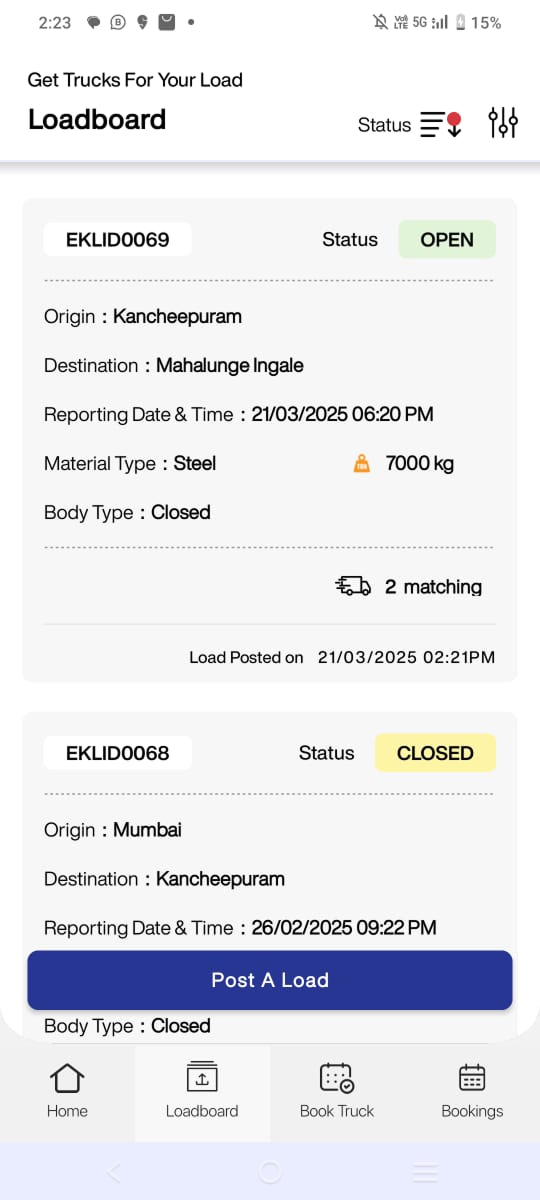 2:23
VoI) LTE 5G 15%
Get Trucks For Your Load
Loadboard
Status
EKLID0069 Status OPEN
Origin : Kancheepuram
Destination : Mahalunge Ingale
Reporting Date & Time : 21/03/2025 06:20 PM
Material Type : Steel 7000 kg
Body Type : Closed
2 matching
Load Posted on 21/03/2025 02:21PM
EKLID0068 Status CLOSED
Origin : Mumbai
Destination : Kancheepuram
Reporting Date & Time : 26/02/2025 09:22 PM
Post A Load
Body Type : Closed
Home Loadboard Book Truck Bookings